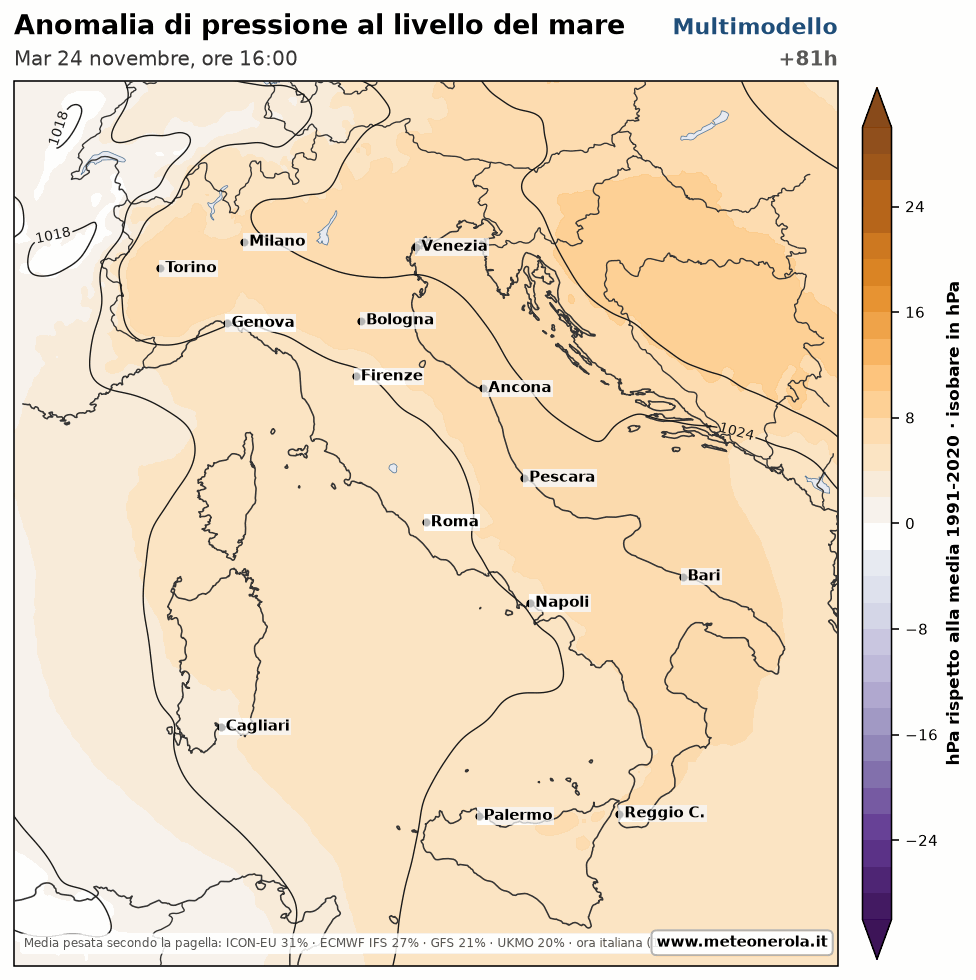 Anomalia di pressione al livello del mare
Multimodello
Mar 24 novembre, ore 16:00
+81h
1018
1018
Milano
Venezia
Torino
Genova
Bologna
Firenze
Ancona
1024
Pescara
Roma
Bari
Napoli
Cagliari
Palermo
Reggio C.
24
16
8
0
−8
−16
−24
hPa rispetto alla media 1991-2020 · isobare in hPa
Media pesata secondo la pagella: ICON-EU 31% · ECMWF IFS 27% · GFS 21% · UKMO 20% · ora italiana (
www.meteonerola.it